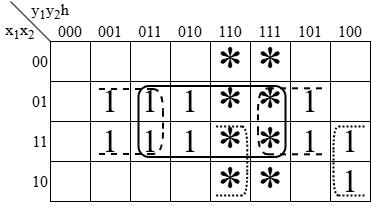 y₁y₂h
x₁x₂ 000 001 011 010 110 111 101 100
00 * *
01 1 1 1 * * 1
11 1 1 1 * * 1 1
10 * * 1